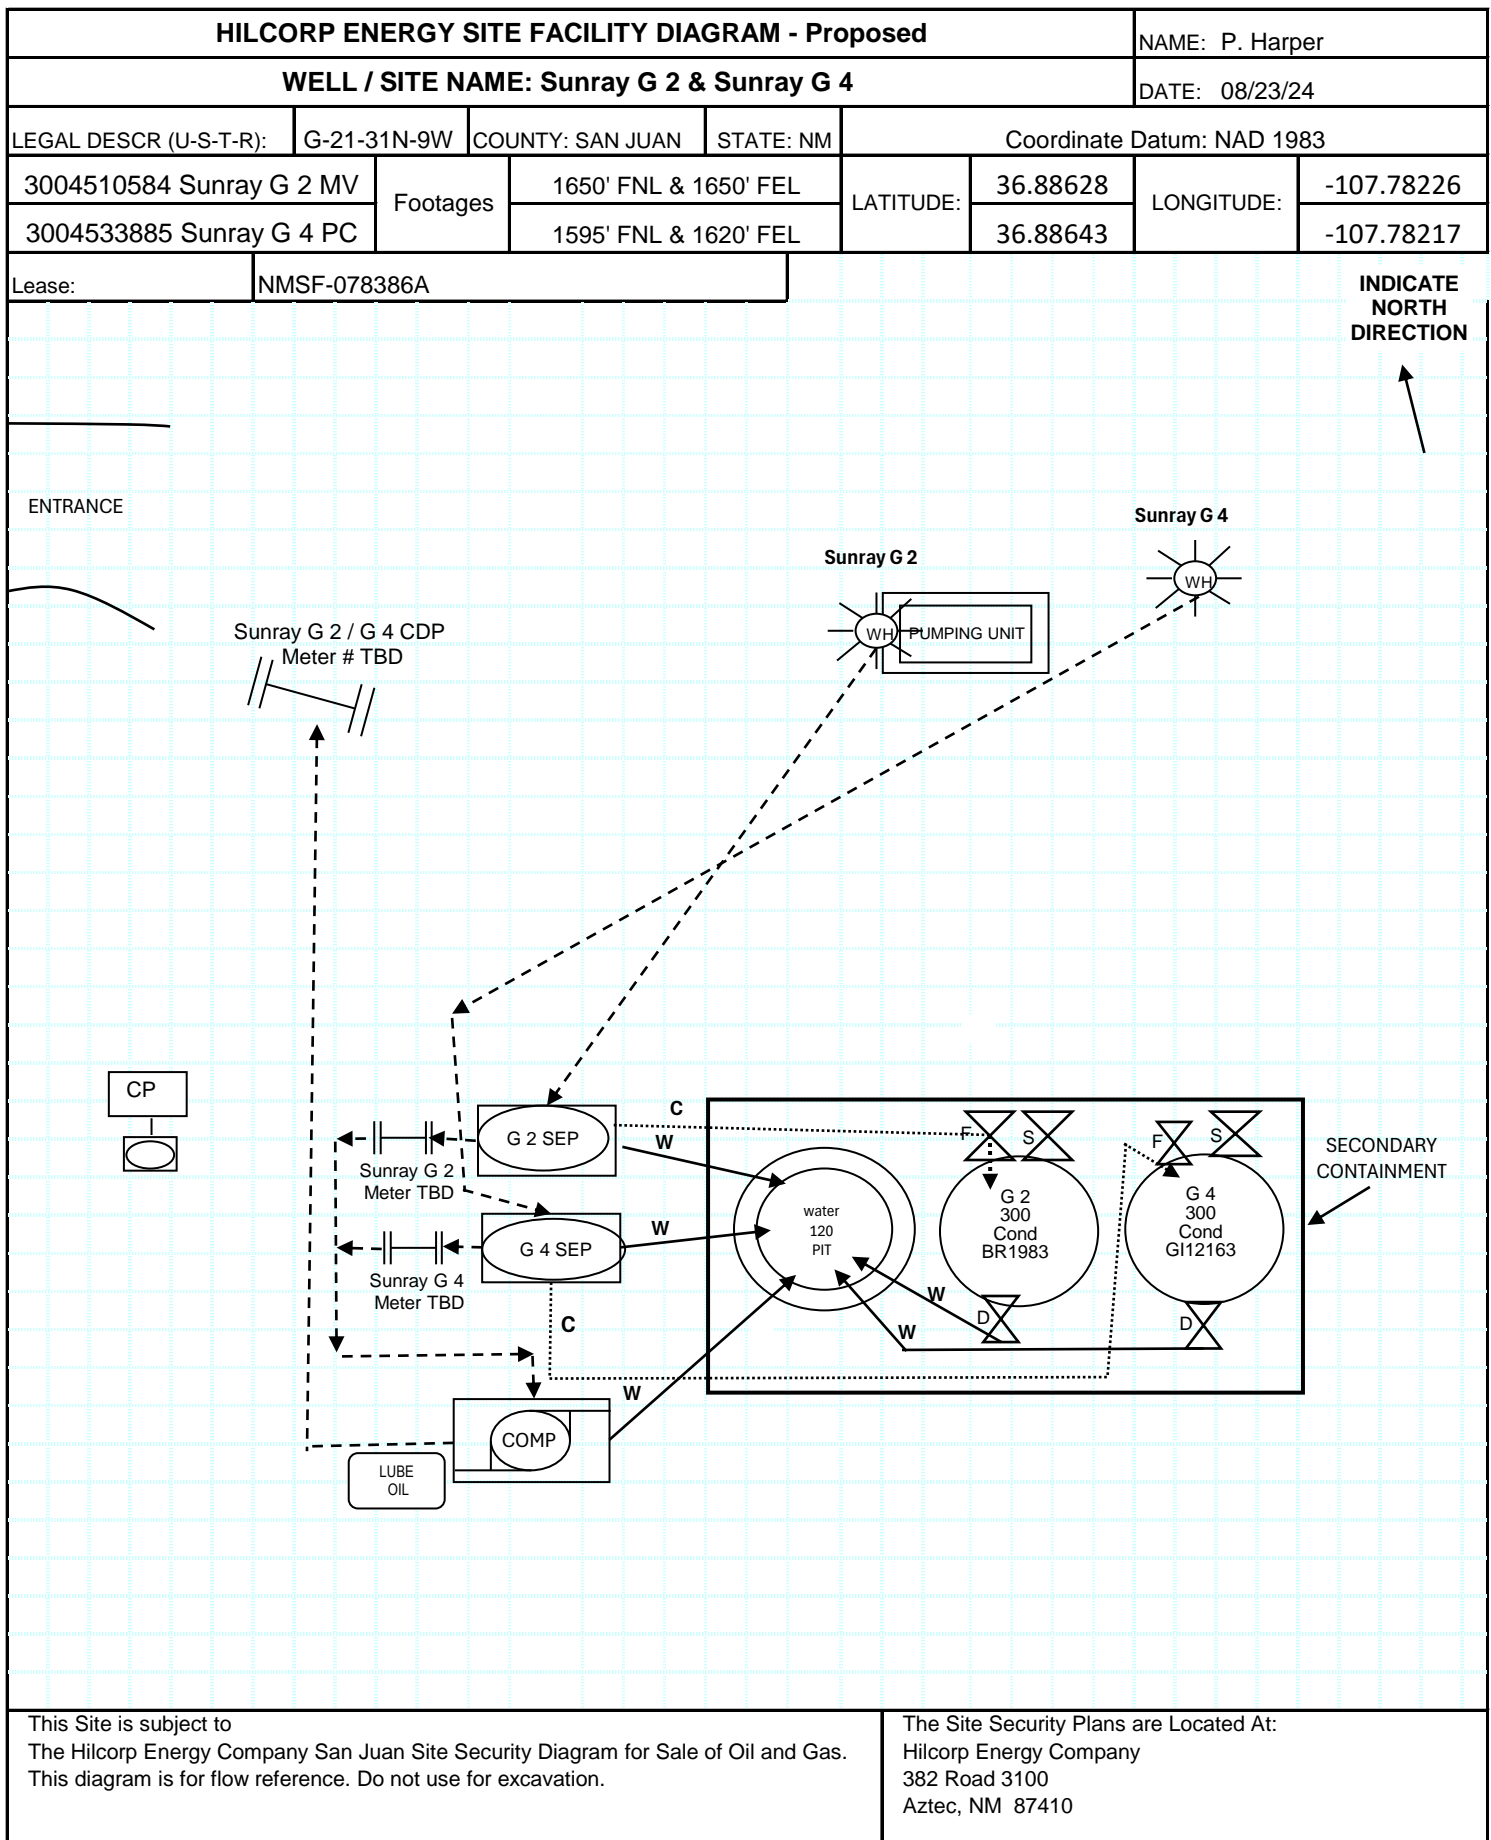 HILCORP ENERGY SITE FACILITY DIAGRAM - Proposed
NAME: P. Harper
WELL / SITE NAME: Sunray G 2 & Sunray G 4
DATE: 08/23/24
LEGAL DESCR (U-S-T-R): G-21-31N-9W COUNTY: SAN JUAN STATE: NM Coordinate Datum: NAD 1983
3004510584 Sunray G 2 MV Footages 1650' FNL & 1650' FEL LATITUDE: 36.88628 LONGITUDE: -107.78226
3004533885 Sunray G 4 PC 1595' FNL & 1620' FEL 36.88643 -107.78217
Lease: NMSF-078386A
INDICATE
NORTH
DIRECTION
ENTRANCE
Sunray G 4
WH
Sunray G 2
WH PUMPING UNIT
Sunray G 2 / G 4 CDP
Meter # TBD
CP
G 2 SEP
C
W
Sunray G 2
Meter TBD
G 4 SEP
W
Sunray G 4
Meter TBD
C
water
120
PIT
F S
G 2
300
Cond
BR1983
D
W
F S
G 4
300
Cond
GI12163
D
W
SECONDARY
CONTAINMENT
W
COMP
LUBE
OIL
This Site is subject to
The Hilcorp Energy Company San Juan Site Security Diagram for Sale of Oil and Gas.
This diagram is for flow reference. Do not use for excavation.
The Site Security Plans are Located At:
Hilcorp Energy Company
382 Road 3100
Aztec, NM 87410